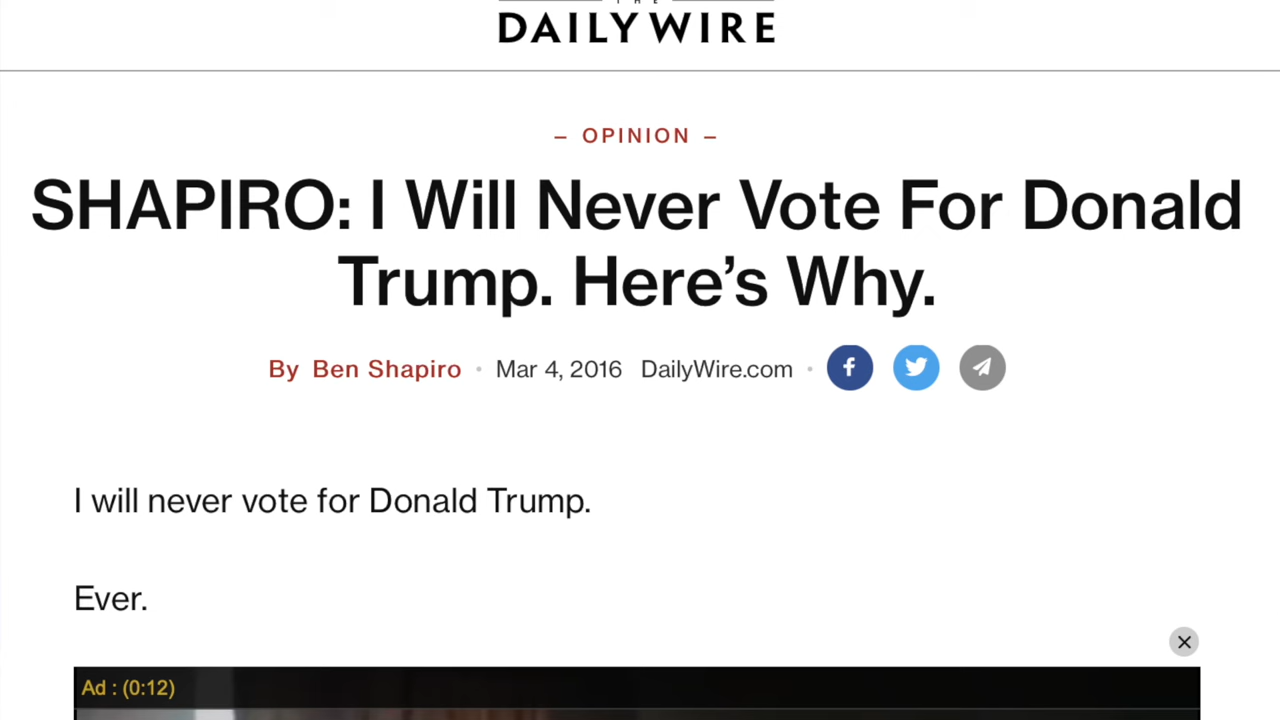 THE
DAILY WIRE
– OPINION –
SHAPIRO: I Will Never Vote For Donald
Trump. Here’s Why.
By Ben Shapiro • Mar 4, 2016 DailyWire.com •
I will never vote for Donald Trump.
Ever.
Ad : (0:12)